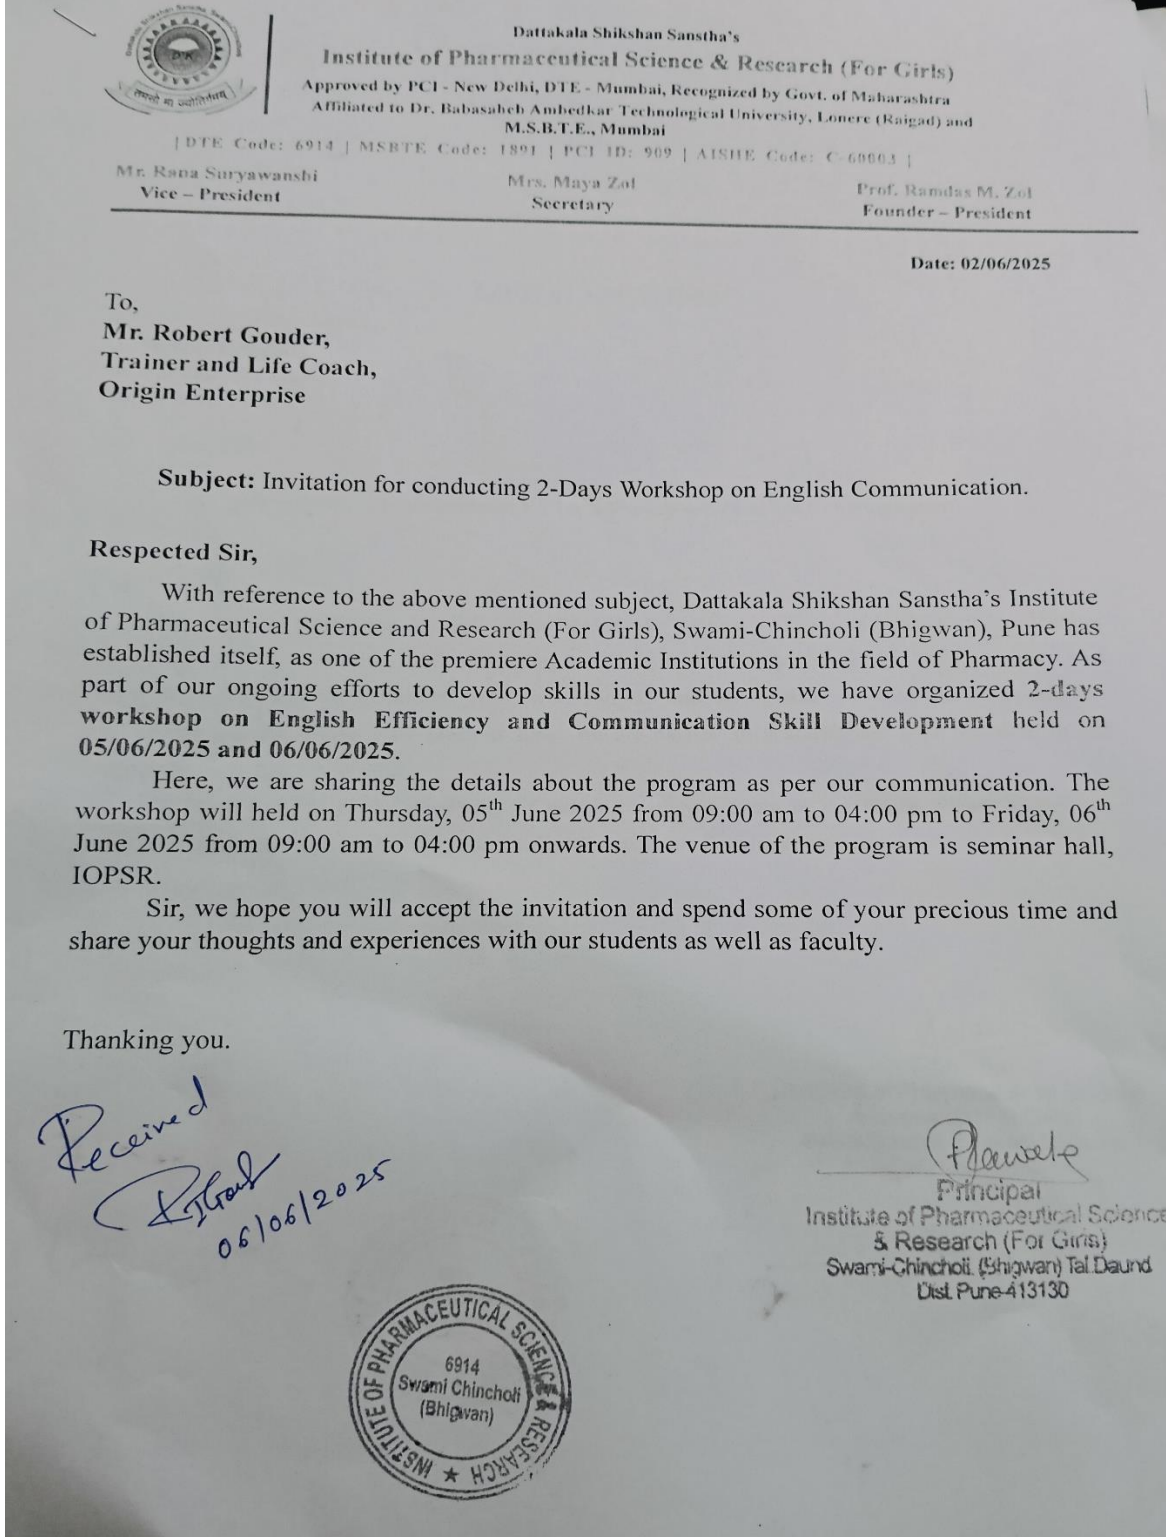 Dattakala Shikshan Sanstha's
Institute of Pharmaceutical Science & Research (For Girls)
Approved by PCI - New Delhi, DTE - Mumbai, Recognized by Govt. of Maharashtra
Affiliated to Dr. Babasaheb Ambedkar Technological University, Lonere (Raigad) and
M.S.B.T.E., Mumbai
| DTE Code: 6914 | MSBTE Code: 1891 | PCI ID: 909 | AISHE Code: C-60003 |
Mr. Rana Suryawanshi
Vice – President
Mrs. Maya Zol
Secretary
Prof. Ramdas M. Zol
Founder – President
तमसो मा ज्योतिर्गमय
Date: 02/06/2025
To,
Mr. Robert Gouder,
Trainer and Life Coach,
Origin Enterprise
Subject: Invitation for conducting 2-Days Workshop on English Communication.
Respected Sir,
With reference to the above mentioned subject, Dattakala Shikshan Sanstha's Institute
of Pharmaceutical Science and Research (For Girls), Swami-Chincholi (Bhigwan), Pune has
established itself, as one of the premiere Academic Institutions in the field of Pharmacy. As
part of our ongoing efforts to develop skills in our students, we have organized 2-days
workshop on English Efficiency and Communication Skill Development held on
05/06/2025 and 06/06/2025.
Here, we are sharing the details about the program as per our communication. The
workshop will held on Thursday, 05th June 2025 from 09:00 am to 04:00 pm to Friday, 06th
June 2025 from 09:00 am to 04:00 pm onwards. The venue of the program is seminar hall,
IOPSR.
Sir, we hope you will accept the invitation and spend some of your precious time and
share your thoughts and experiences with our students as well as faculty.
Thanking you.
Received
06/06/2025
Principal
Institute of Pharmaceutical Science
& Research (For Girls)
Swami-Chincholi (Bhigwan) Tal.Daund
Dist. Pune-413130
INSTITUTE OF PHARMACEUTICAL SCIENCE & RESEARCH ★
6914
Swami Chincholi
(Bhigwan)